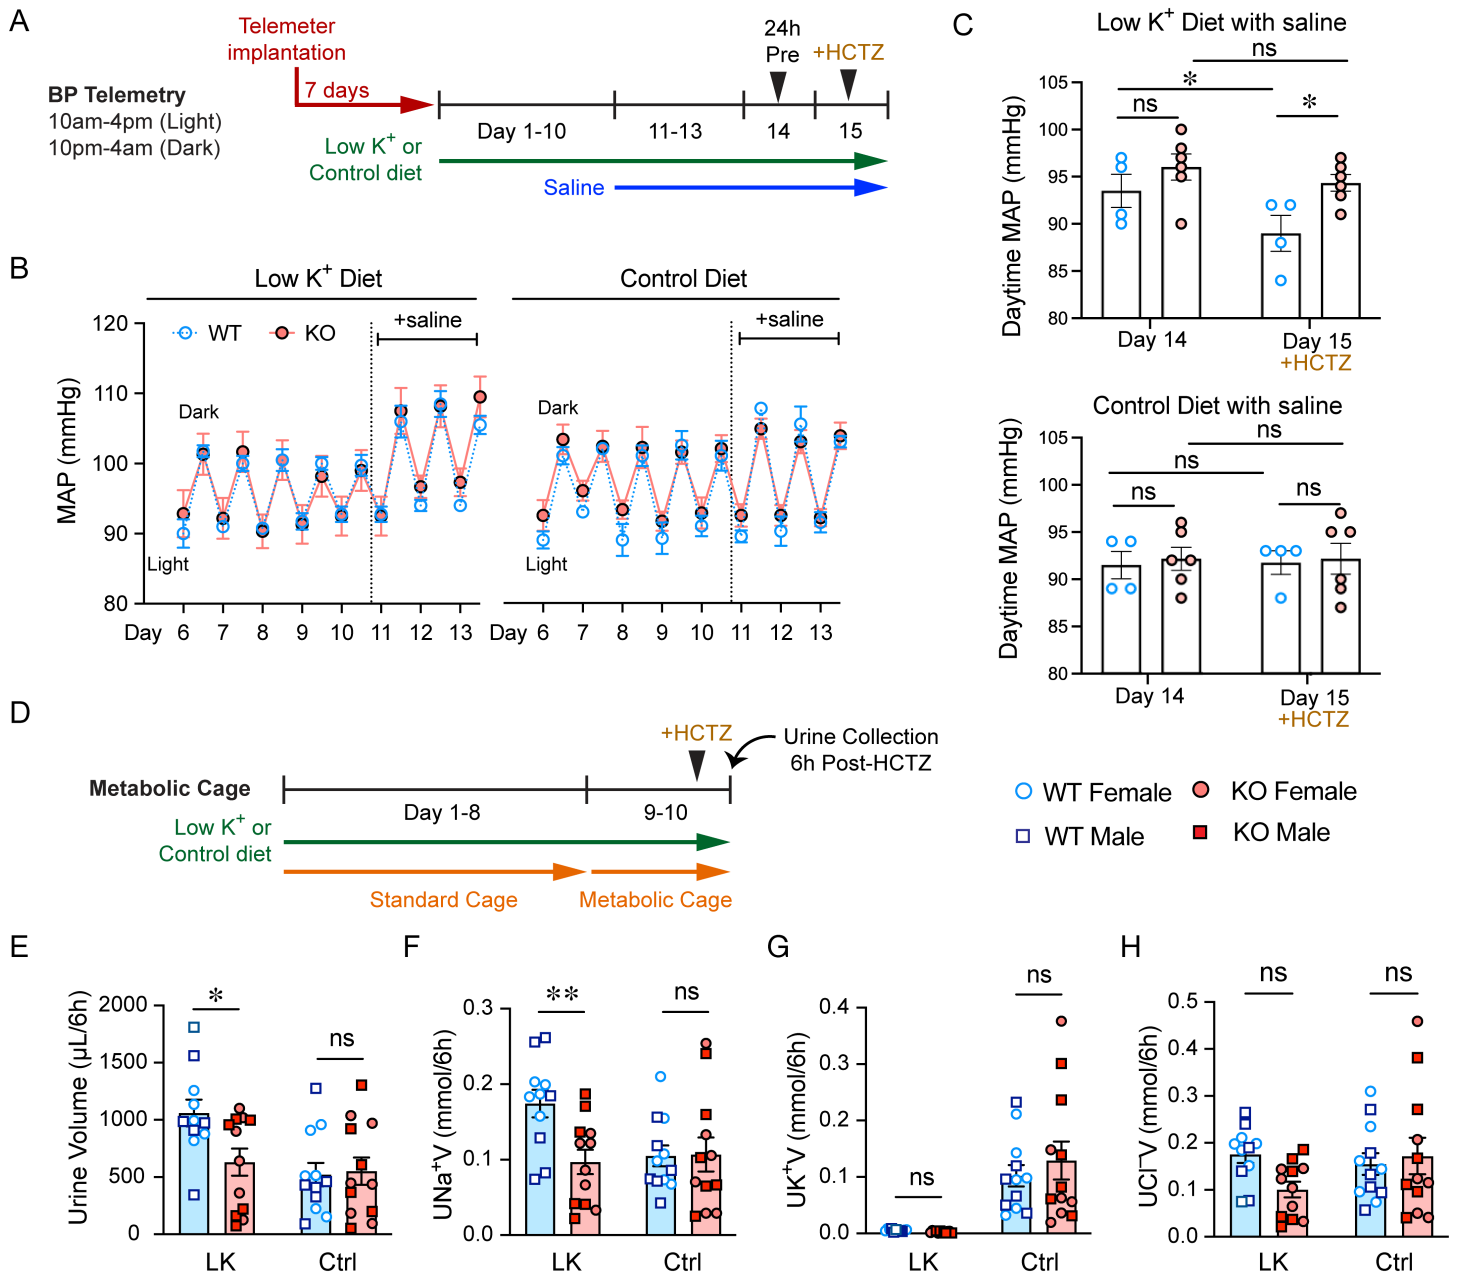 A
Telemeter
implantation
7 days
24h
Pre
+HCTZ
BP Telemetry
10am-4pm (Light)
10pm-4am (Dark)
Day 1-10
11-13
14
15
Low K+ or
Control diet
Saline
B
Low K+ Diet
Control Diet
+saline
+saline
WT
KO
MAP (mmHg)
120
110
100
90
80
Dark
Light
Dark
Light
Day 6 7 8 9 10 11 12 13
Day 6 7 8 9 10 11 12 13
C
Low K+ Diet with saline
ns
*
ns
*
Daytime MAP (mmHg)
105
100
95
90
85
80
Day 14
Day 15
+HCTZ
Control Diet with saline
ns
ns
ns
ns
Daytime MAP (mmHg)
105
100
95
90
85
80
Day 14
Day 15
+HCTZ
D
+HCTZ
Urine Collection
6h Post-HCTZ
Metabolic Cage
Day 1-8
9-10
Low K+ or
Control diet
Standard Cage
Metabolic Cage
WT Female
KO Female
WT Male
KO Male
E
*
ns
Urine Volume (µL/6h)
2000
1500
1000
500
0
LK
Ctrl
F
**
ns
UNa+V (mmol/6h)
0.3
0.2
0.1
0.0
LK
Ctrl
G
ns
ns
UK+V (mmol/6h)
0.4
0.3
0.2
0.1
0.0
LK
Ctrl
H
ns
ns
UCl−V (mmol/6h)
0.5
0.4
0.3
0.2
0.1
0.0
LK
Ctrl